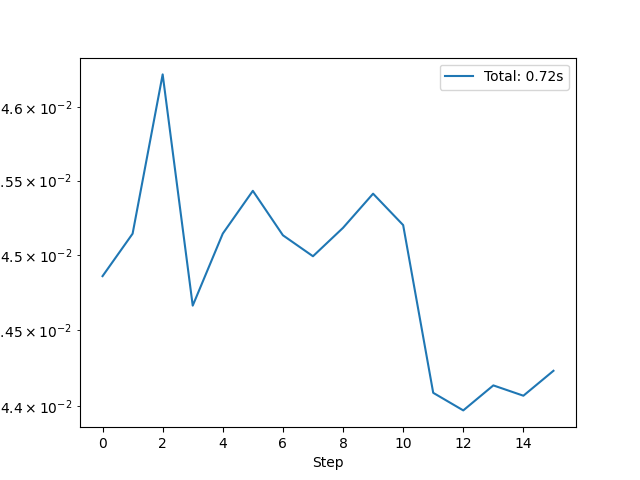 Total: 0.72s
4.6 × 10⁻²
.55 × 10⁻²
4.5 × 10⁻²
.45 × 10⁻²
4.4 × 10⁻²
0 2 4 6 8 10 12 14
Step